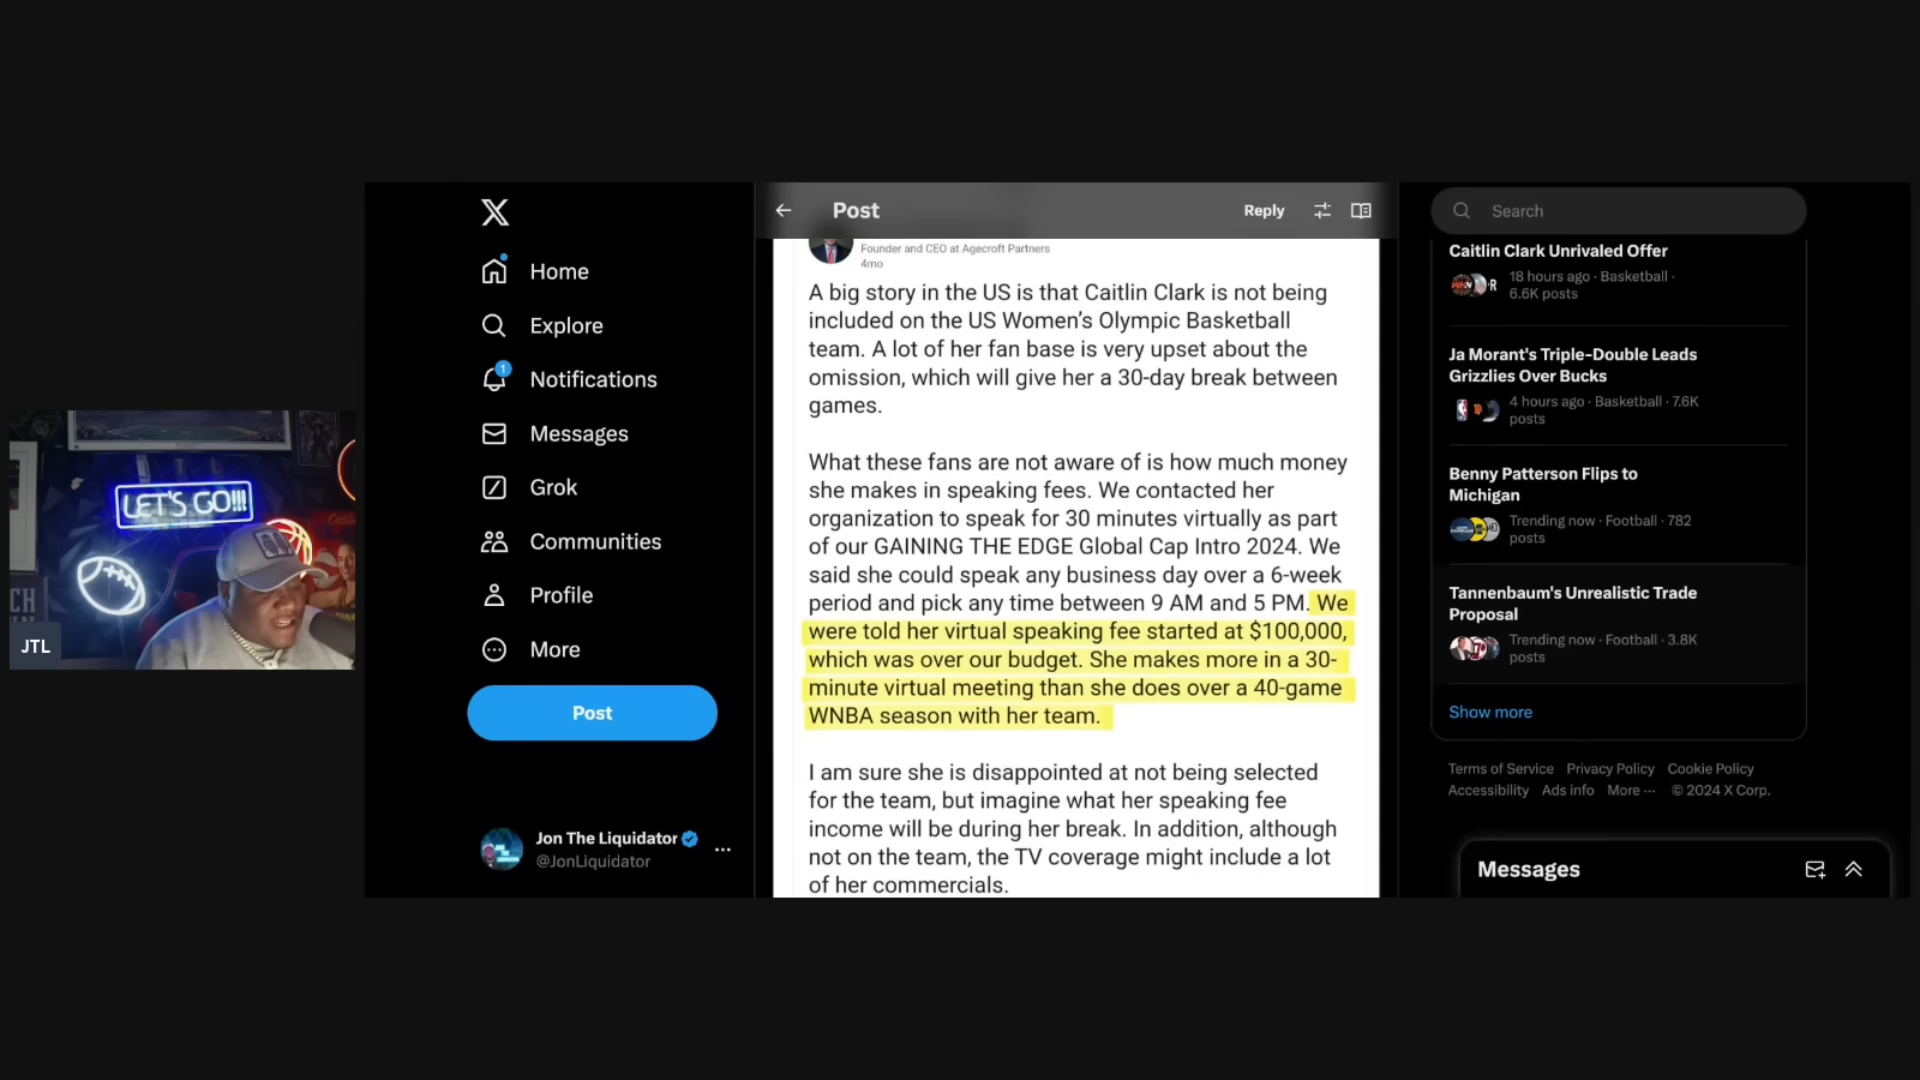 LET'S GO!!!
JTL
X
Home
Explore
1
Notifications
Messages
Grok
Communities
Profile
More
Post
Jon The Liquidator
@JonLiquidator
Post
Reply
Founder and CEO at Agecroft Partners
4mo
A big story in the US is that Caitlin Clark is not being
included on the US Women’s Olympic Basketball
team. A lot of her fan base is very upset about the
omission, which will give her a 30-day break between
games.
What these fans are not aware of is how much money
she makes in speaking fees. We contacted her
organization to speak for 30 minutes virtually as part
of our GAINING THE EDGE Global Cap Intro 2024. We
said she could speak any business day over a 6-week
period and pick any time between 9 AM and 5 PM. We
were told her virtual speaking fee started at $100,000,
which was over our budget. She makes more in a 30-
minute virtual meeting than she does over a 40-game
WNBA season with her team.
I am sure she is disappointed at not being selected
for the team, but imagine what her speaking fee
income will be during her break. In addition, although
not on the team, the TV coverage might include a lot
of her commercials.
Search
Caitlin Clark Unrivaled Offer
18 hours ago · Basketball ·
6.6K posts
Ja Morant's Triple-Double Leads
Grizzlies Over Bucks
4 hours ago · Basketball · 7.6K
posts
Benny Patterson Flips to
Michigan
Trending now · Football · 782
posts
Tannenbaum's Unrealistic Trade
Proposal
Trending now · Football · 3.8K
posts
Show more
Terms of Service Privacy Policy Cookie Policy
Accessibility Ads info More ··· © 2024 X Corp.
Messages